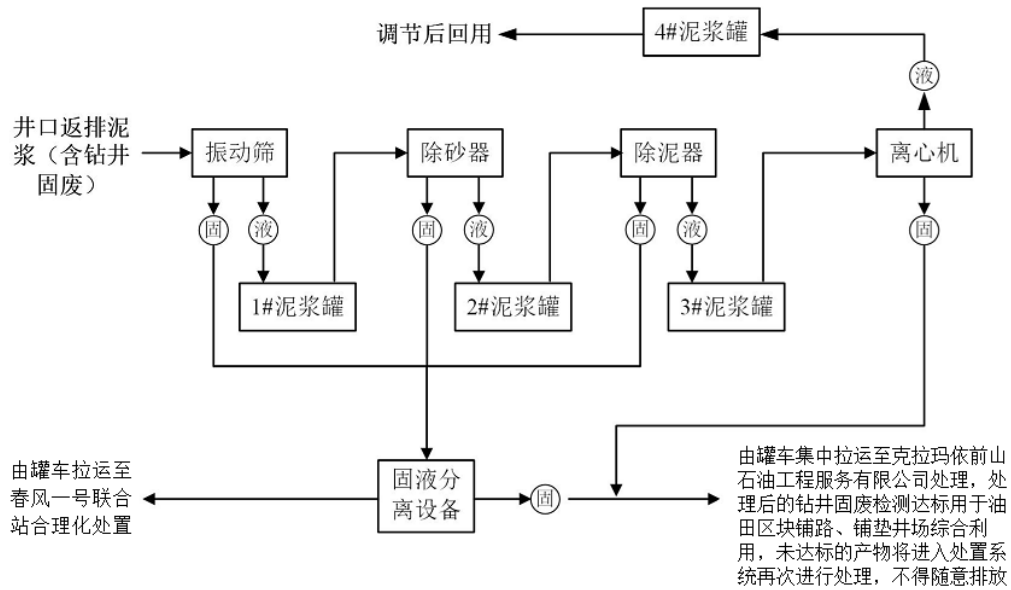 调节后回用
4#泥浆罐
液
井口返排泥
浆（含钻井
固废）
振动筛
除砂器
除泥器
离心机
固
液
固
液
固
液
固
1#泥浆罐
2#泥浆罐
3#泥浆罐
由罐车拉运至
春风一号联合
站合理化处置
固液分
离设备
固
由罐车集中拉运至克拉玛依前山
石油工程服务有限公司处理，处
理后的钻井固废检测达标用于油
田区块铺路、铺垫井场综合利
用，未达标的产物将进入处置系
统再次进行处理，不得随意排放